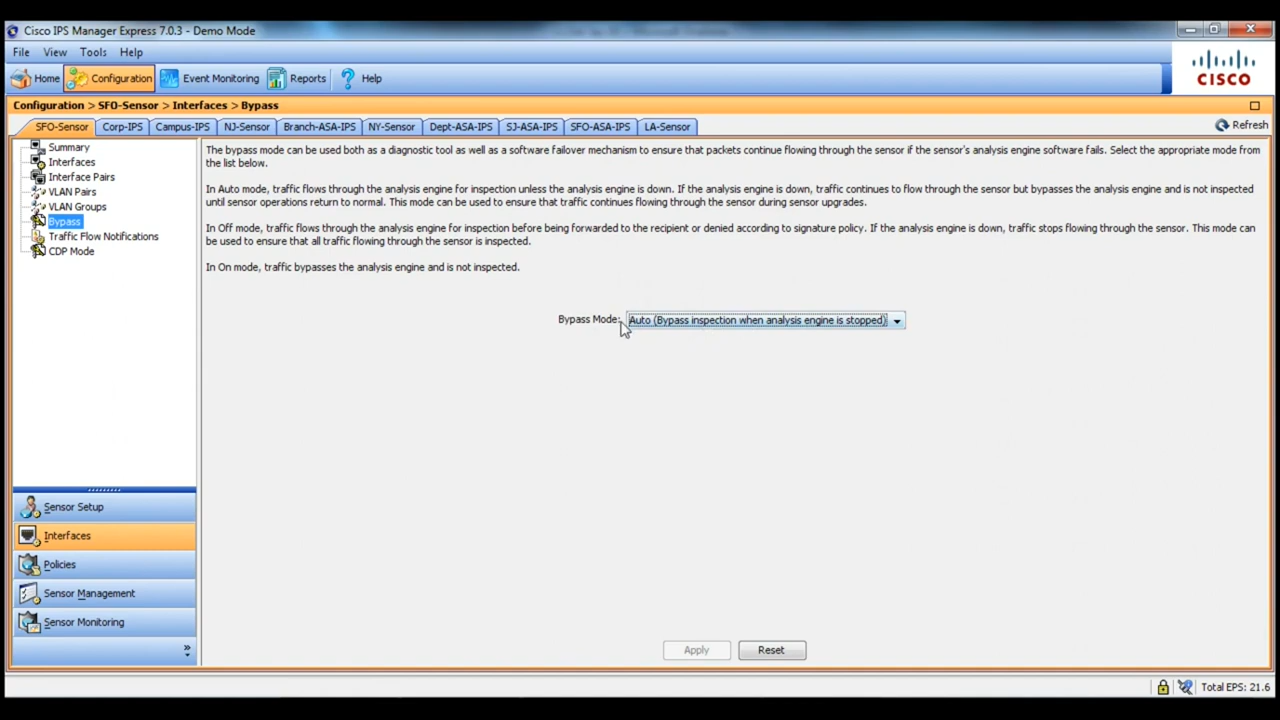 Cisco IPS Manager Express 7.0.3 - Demo Mode
File View Tools Help
Home Configuration Event Monitoring Reports Help
CISCO
Configuration > SFO-Sensor > Interfaces > Bypass
SFO-Sensor Corp-IPS Campus-IPS NJ-Sensor Branch-ASA-IPS NY-Sensor Dept-ASA-IPS SJ-ASA-IPS SFO-ASA-IPS LA-Sensor Refresh
Summary
Interfaces
Interface Pairs
VLAN Pairs
VLAN Groups
Bypass
Traffic Flow Notifications
CDP Mode
The bypass mode can be used both as a diagnostic tool as well as a software failover mechanism to ensure that packets continue flowing through the sensor if the sensor's analysis engine software fails. Select the appropriate mode from
the list below.
In Auto mode, traffic flows through the analysis engine for inspection unless the analysis engine is down. If the analysis engine is down, traffic continues to flow through the sensor but bypasses the analysis engine and is not inspected
until sensor operations return to normal. This mode can be used to ensure that traffic continues flowing through the sensor during sensor upgrades.
In Off mode, traffic flows through the analysis engine for inspection before being forwarded to the recipient or denied according to signature policy. If the analysis engine is down, traffic stops flowing through the sensor. This mode can
be used to ensure that all traffic flowing through the sensor is inspected.
In On mode, traffic bypasses the analysis engine and is not inspected.
Bypass Mode: Auto (Bypass inspection when analysis engine is stopped)
Sensor Setup
Interfaces
Policies
Sensor Management
Sensor Monitoring
Apply Reset
Total EPS: 21.6